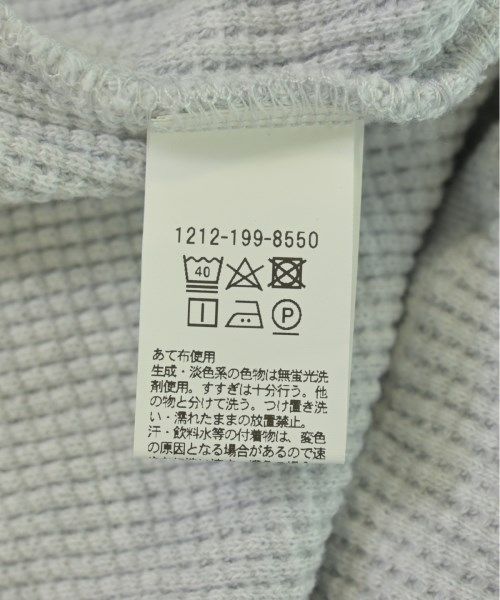 1212-199-8550
40
P
あて布使用
生成・淡色系の色物は無蛍光洗
剤使用。すすぎは十分行う。他
の物と分けて洗う。つけ置き洗
い・濡れたままの放置禁止。
汗・飲料水等の付着物は、変色
の原因となる場合があるので速